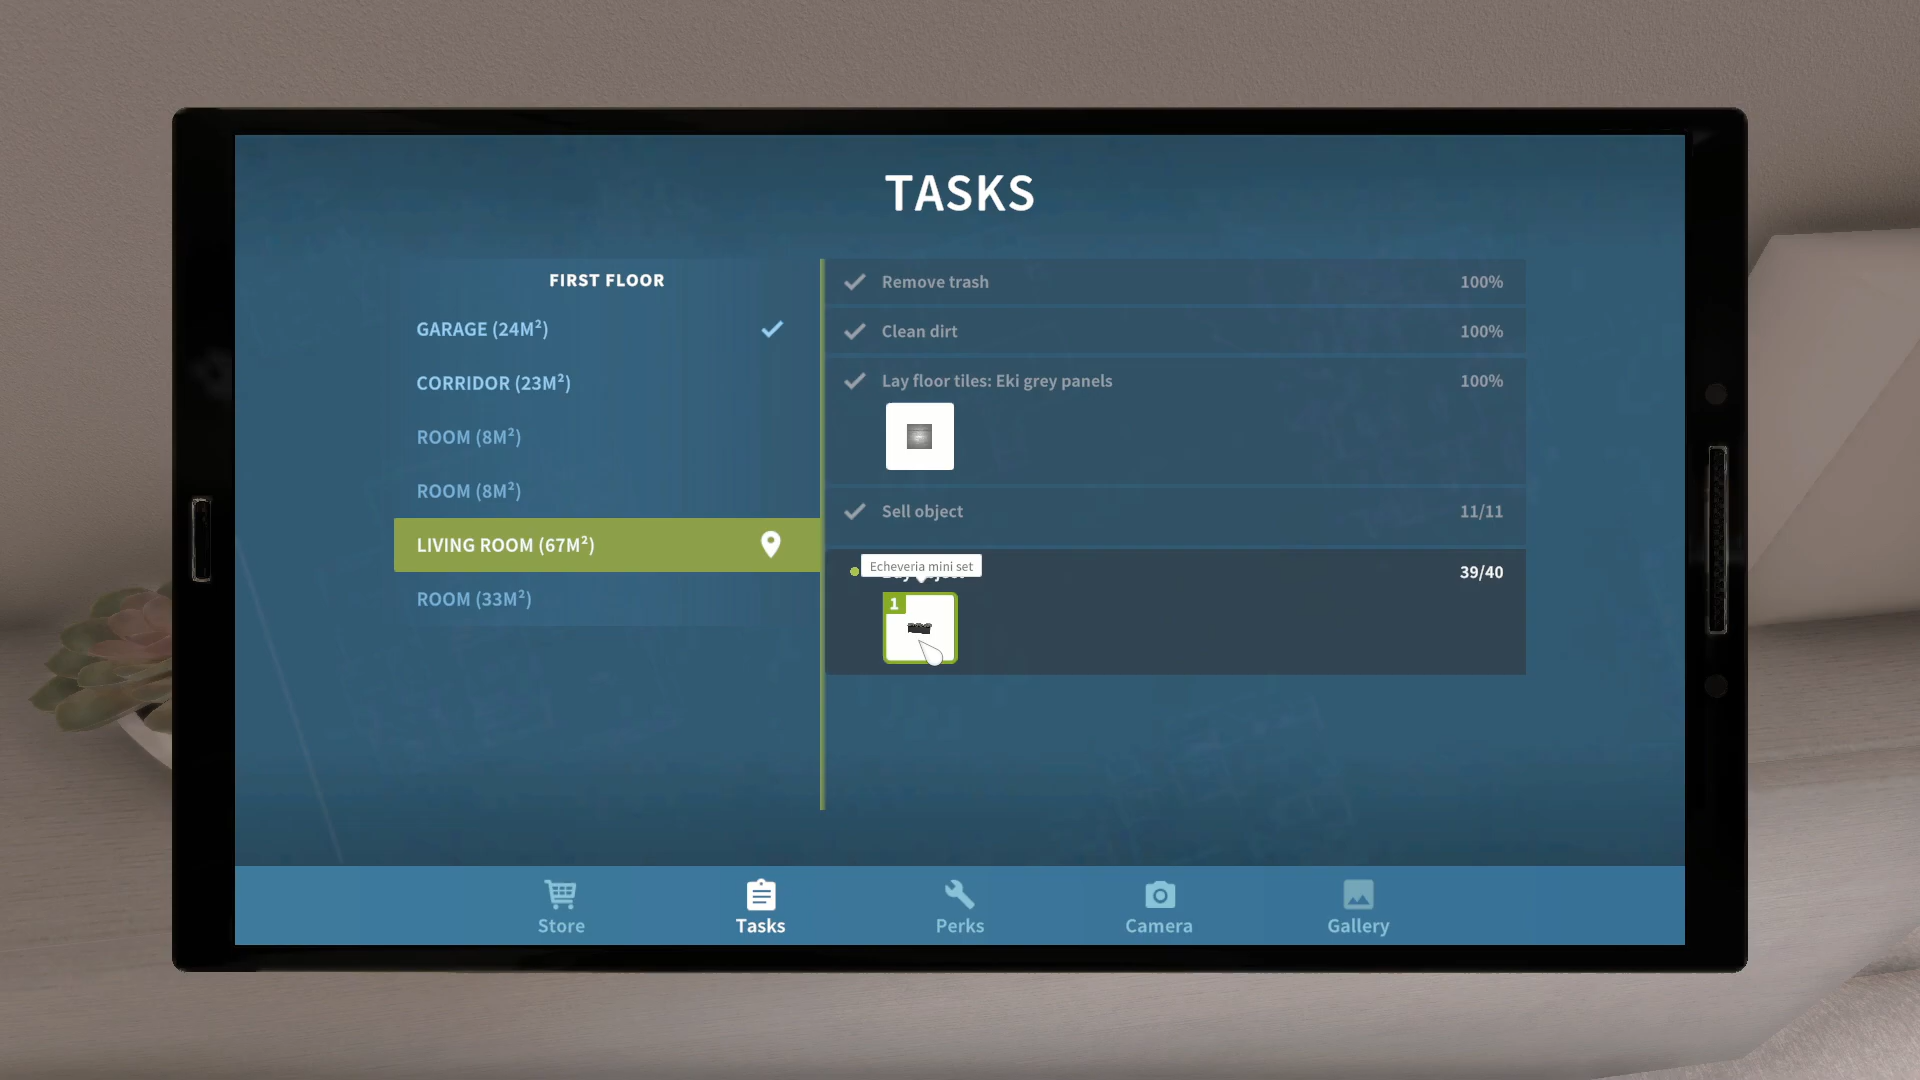 TASKS
FIRST FLOOR
GARAGE (24M²)
CORRIDOR (23M²)
ROOM (8M²)
ROOM (8M²)
LIVING ROOM (67M²)
ROOM (33M²)
Remove trash 100%
Clean dirt 100%
Lay floor tiles: Eki grey panels 100%
Sell object 11/11
Echeveria mini set
39/40
1
Store
Tasks
Perks
Camera
Gallery